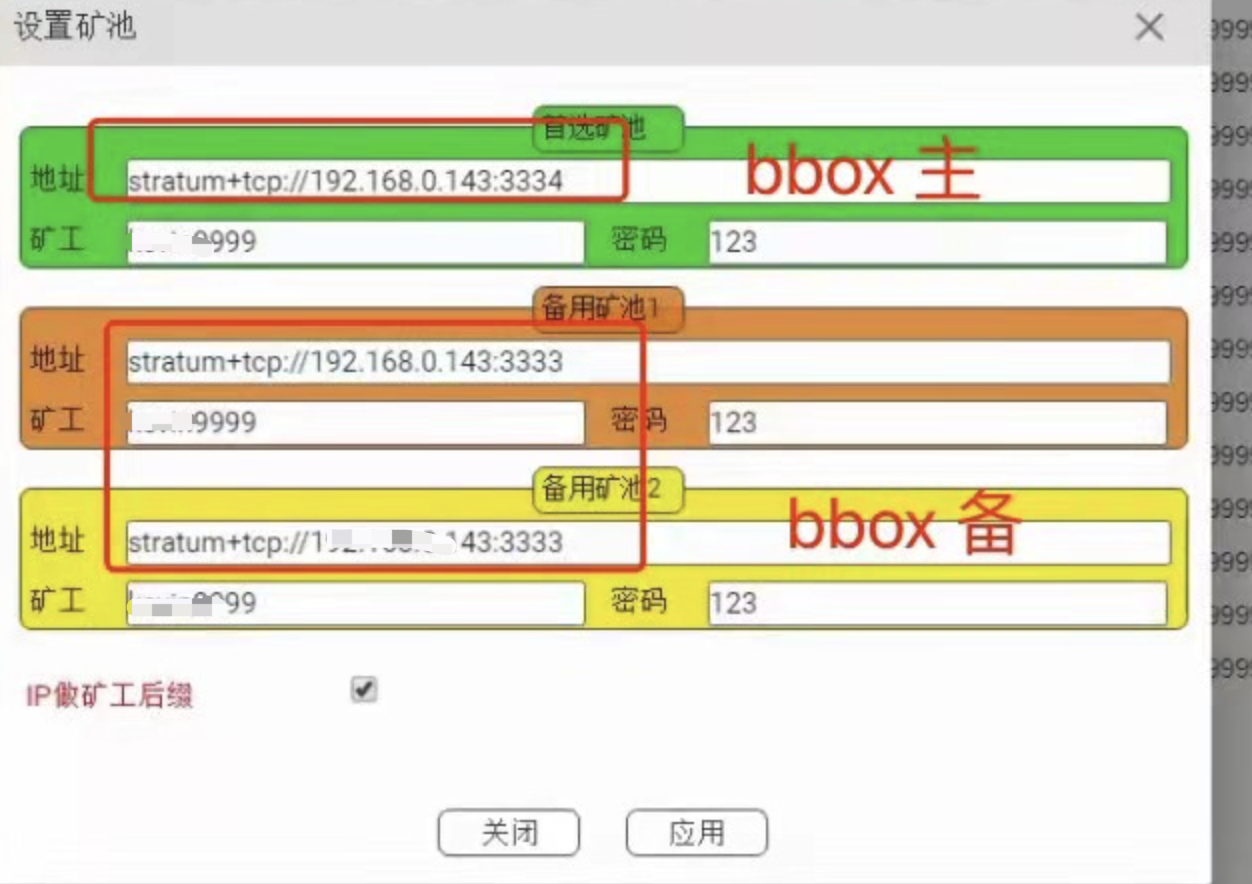 设置矿池
首选矿池
地址 stratum+tcp://192.168.0.143:3334
bbox 主
矿工 9999 密码 123
备用矿池1
地址 stratum+tcp://192.168.0.143:3333
矿工 9999 密码 123
备用矿池2
地址 stratum+tcp://1 143:3333
bbox 备
矿工 99 密码 123
IP做矿工后缀
关闭 应用